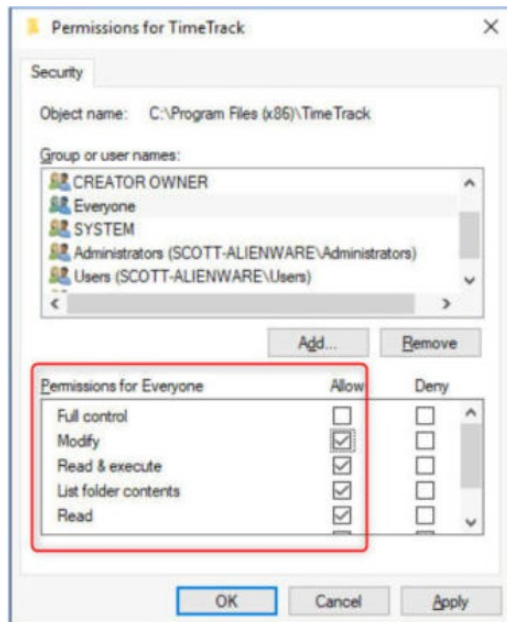 Permissions for TimeTrack
Security
Object name: C:\Program Files (x86)\TimeTrack
Group or user names:
CREATOR OWNER
Everyone
SYSTEM
Administrators (SCOTT-ALIENWARE\Administrators)
Users (SCOTT-ALIENWARE\Users)
Add... Remove
Permissions for Everyone Allow Deny
Full control
Modify
Read & execute
List folder contents
Read
OK Cancel Apply